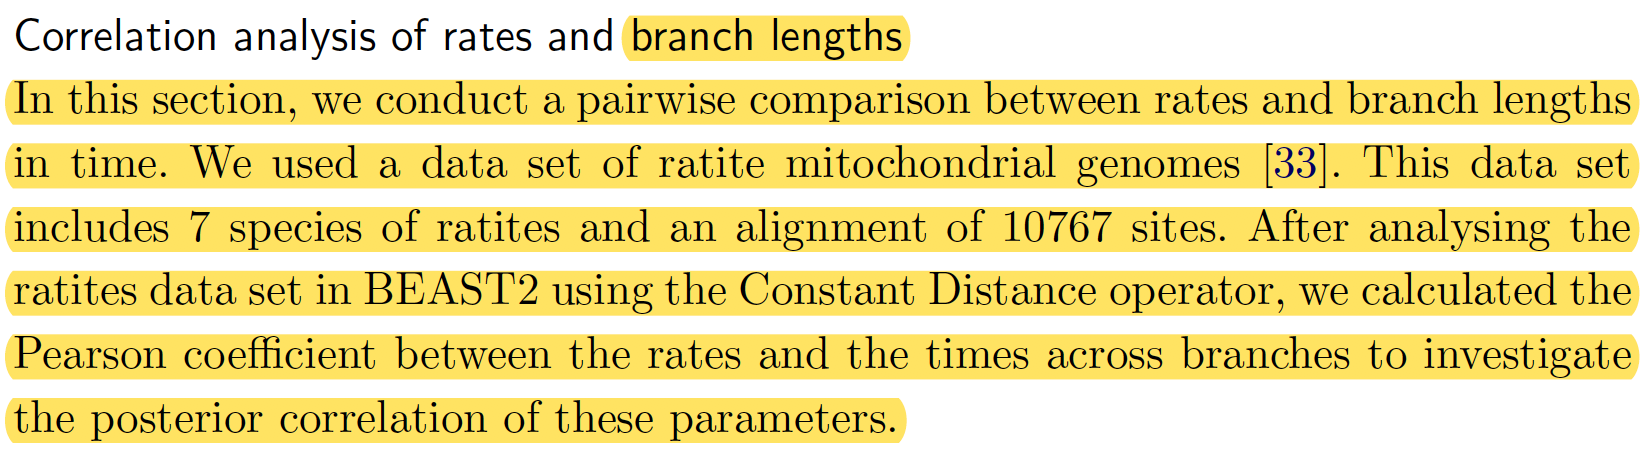 Correlation analysis of rates and branch lengths
In this section, we conduct a pairwise comparison between rates and branch lengths
in time. We used a data set of ratite mitochondrial genomes [33]. This data set
includes 7 species of ratites and an alignment of 10767 sites. After analysing the
ratites data set in BEAST2 using the Constant Distance operator, we calculated the
Pearson coefficient between the rates and the times across branches to investigate
the posterior correlation of these parameters.